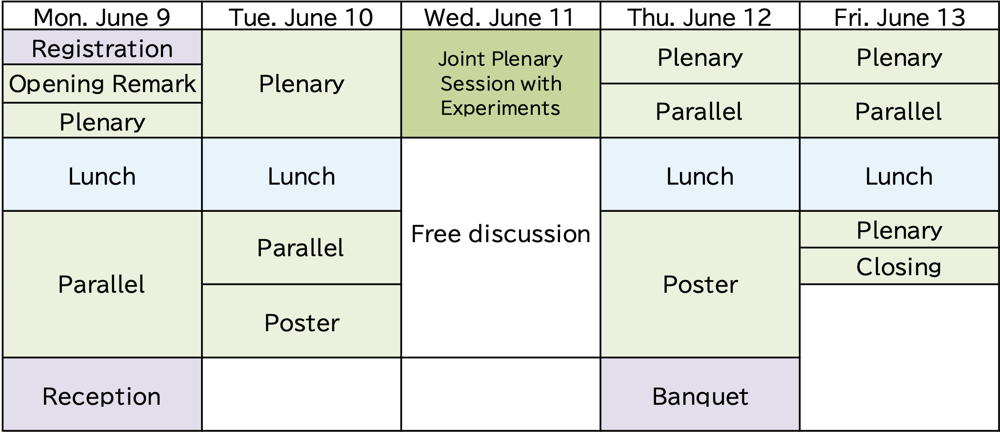 Mon. June 9
Tue. June 10
Wed. June 11
Thu. June 12
Fri. June 13
Registration
Opening Remark
Plenary
Plenary
Joint Plenary
Session with
Experiments
Plenary
Parallel
Plenary
Parallel
Lunch
Lunch
Free discussion
Lunch
Lunch
Parallel
Parallel
Poster
Poster
Plenary
Closing
Reception
Banquet